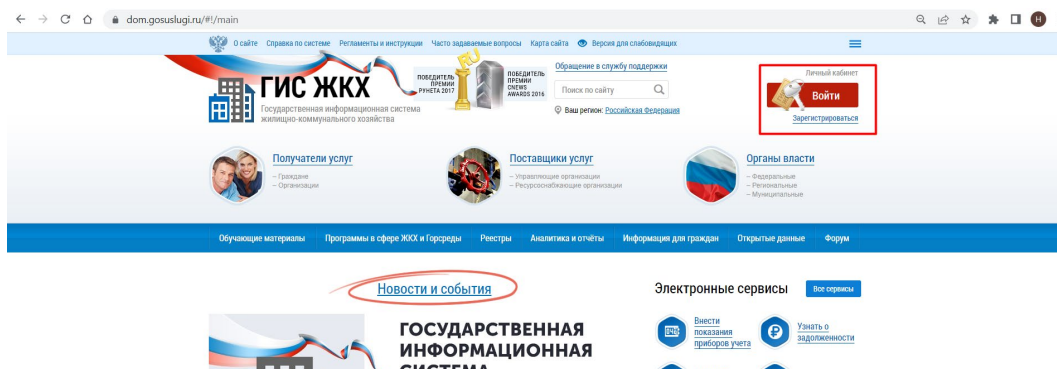 dom.gosuslugi.ru/#!/main
О сайте Справка по системе Регламенты и инструкции Часто задаваемые вопросы Карта сайта Версия для слабовидящих
ГИС ЖКХ
Государственная информационная система
жилищно-коммунального хозяйства
ПОБЕДИТЕЛЬ
ПРЕМИИ
РУНЕТА 2017
RU
ПОБЕДИТЕЛЬ
ПРЕМИИ
CNEWS
AWARDS 2016
Обращение в службу поддержки
Поиск по сайту
Ваш регион: Российская Федерация
Личный кабинет
Войти
Зарегистрироваться
Получатели услуг
– Граждане
– Организации
Поставщики услуг
– Управляющие организации
– Ресурсоснабжающие организации
Органы власти
– Федеральные
– Региональные
– Муниципальные
Обучающие материалы Программы в сфере ЖКХ и Горсреды Реестры Аналитика и отчёты Информация для граждан Открытые данные Форум
Новости и события
ГОСУДАРСТВЕННАЯ
ИНФОРМАЦИОННАЯ
СИСТЕМА
Электронные сервисы Все сервисы
Внести
показания
приборов учета
Узнать о
задолженности